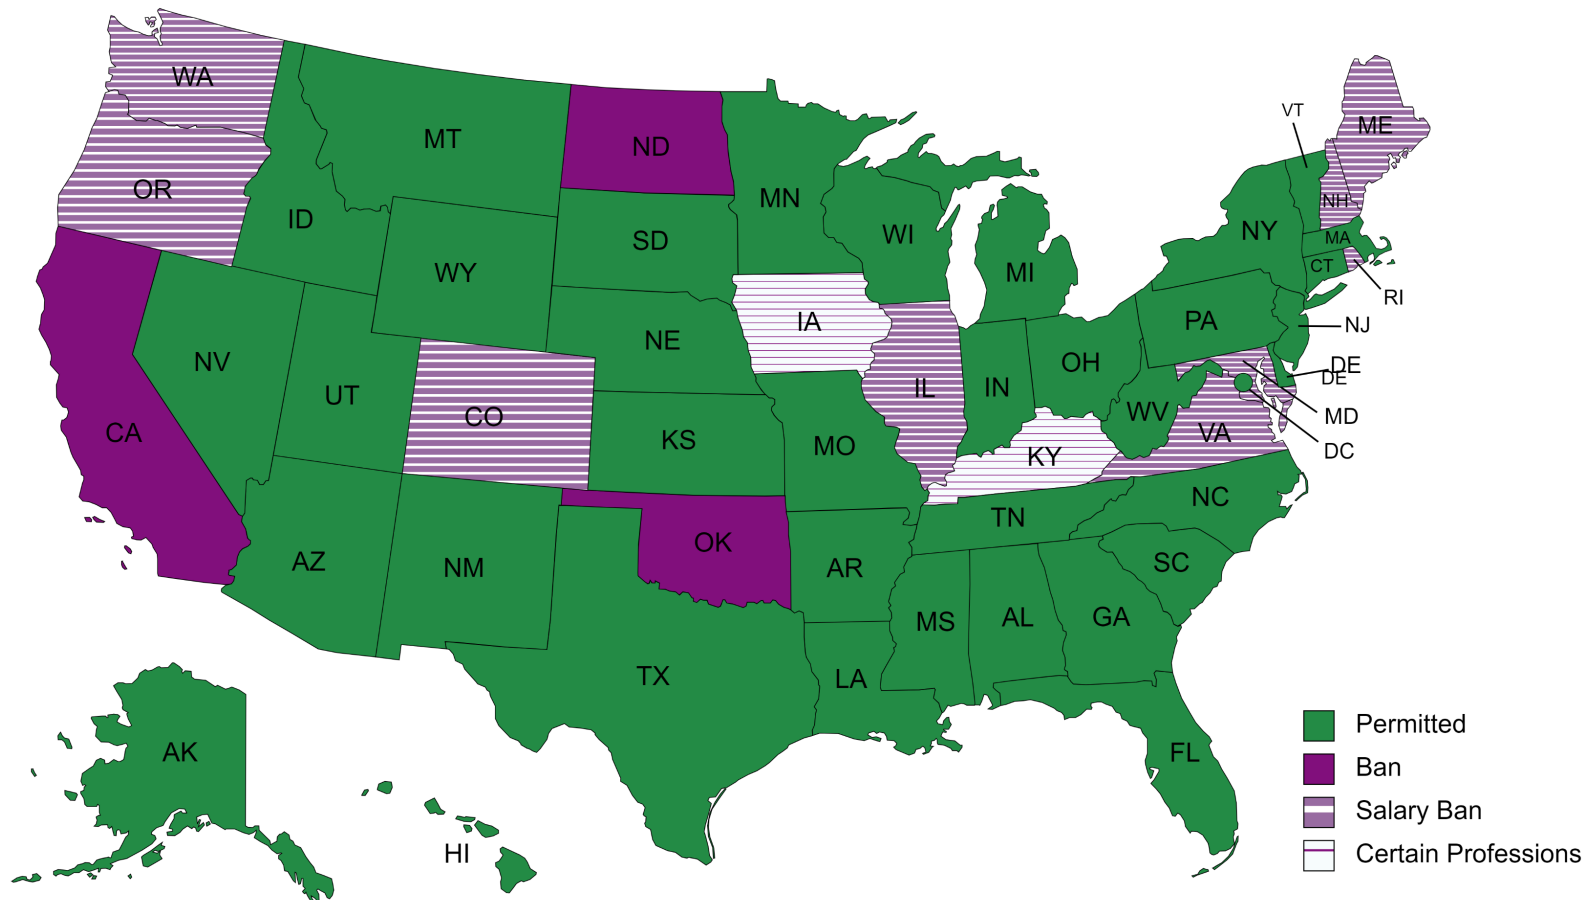 WA
MT
ND
MN
OR
ID
SD
WI
MI
WY
VT
ME
NH
NY
MA
CT
RI
IA
NE
PA
NJ
NV
UT
CO
IL
IN
OH
DE
DE
MD
DC
CA
KS
MO
KY
WV
VA
AZ
NM
OK
AR
TN
NC
SC
MS
AL
GA
TX
LA
FL
AK
HI
Permitted
Ban
Salary Ban
Certain Professions